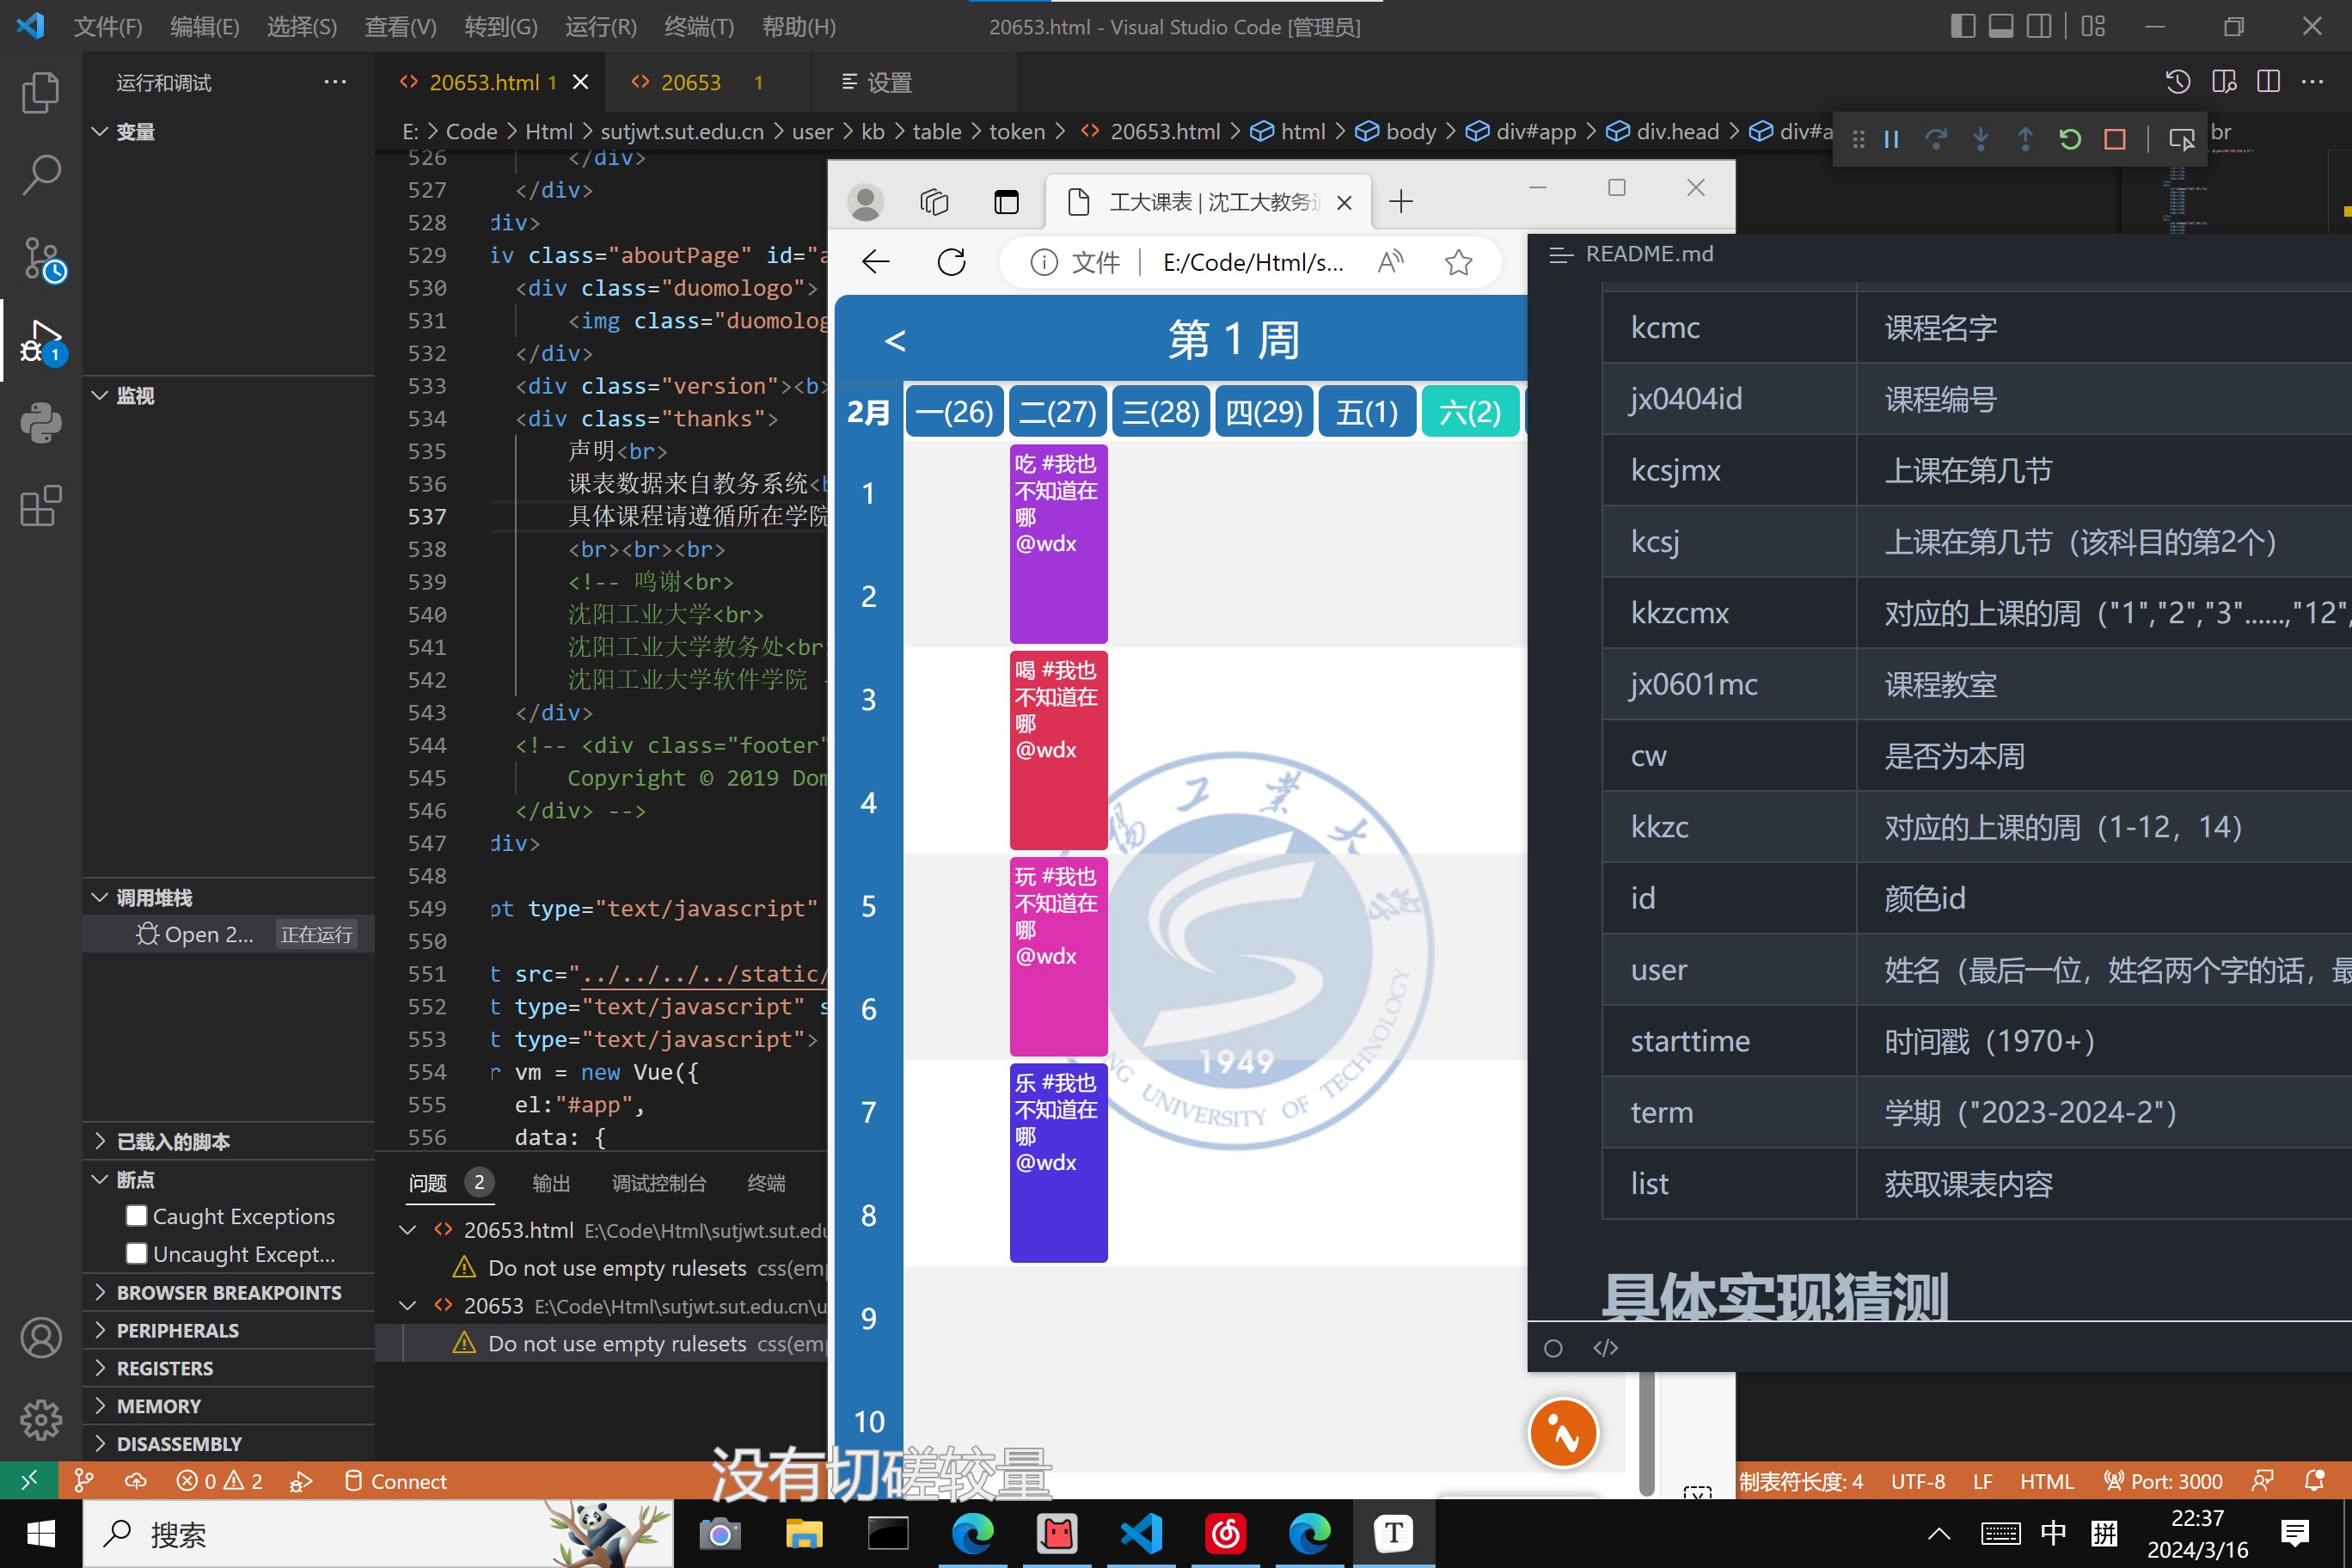 文件(F) 编辑(E) 选择(S) 查看(V) 转到(G) 运行(R) 终端(T) 帮助(H)
20653.html - Visual Studio Code [管理员]
运行和调试
变量
监视
调用堆栈
Open 2... 正在运行
已载入的脚本
断点
Caught Exceptions
Uncaught Except...
BROWSER BREAKPOINTS
PERIPHERALS
REGISTERS
MEMORY
DISASSEMBLY
20653.html 1
20653 1
设置
E: > Code > Html > sutjwt.sut.edu.cn > user > kb > table > token > 20653.html > html > body > div#app > div.head > div#a
br
526 </div>
527 </div>
528 div>
529 iv class="aboutPage" id="a
530 <div class="duomologo">
531 <img class="duomolog
532 </div>
533 <div class="version"><b>
534 <div class="thanks">
535 声明<br>
536 课表数据来自教务系统<b
537 具体课程请遵循所在学院
538 <br><br><br>
539 <!-- 鸣谢<br>
540 沈阳工业大学<br>
541 沈阳工业大学教务处<br
542 沈阳工业大学软件学院 -
543 </div>
544 <!-- <div class="footer"
545 Copyright © 2019 Dom
546 </div> -->
547 div>
548
549 pt type="text/javascript"
550
551 t src="../../../../static/
552 t type="text/javascript" s
553 t type="text/javascript">
554 r vm = new Vue({
555 el:"#app",
556 data: {
问题 2 输出 调试控制台 终端
20653.html E:\Code\Html\sutjwt.sut.edu
Do not use empty rulesets css(emp
20653 E:\Code\Html\sutjwt.sut.edu.cn\u
Do not use empty rulesets css(emp
工大课表 | 沈工大教务
文件 E:/Code/Html/s...
< 第 1 周
2月 一(26) 二(27) 三(28) 四(29) 五(1) 六(2)
1
2
3
4
5
6
7
8
9
10
吃 #我也
不知道在
哪
@wdx
喝 #我也
不知道在
哪
@wdx
玩 #我也
不知道在
哪
@wdx
乐 #我也
不知道在
哪
@wdx
工 業 大
1949
NG UNIVERSITY OF TECHNOLOGY
README.md
kcmc 课程名字
jx0404id 课程编号
kcsjmx 上课在第几节
kcsj 上课在第几节（该科目的第2个）
kkzcmx 对应的上课的周（"1","2","3"......,"12",
jx0601mc 课程教室
cw 是否为本周
kkzc 对应的上课的周（1-12，14）
id 颜色id
user 姓名（最后一位，姓名两个字的话，最
starttime 时间戳（1970+）
term 学期（"2023-2024-2"）
list 获取课表内容
具体实现猜测
</>
没有切磋较量
0 2 Connect
制表符长度: 4 UTF-8 LF HTML Port: 3000
搜索
中 拼
22:37
2024/3/16